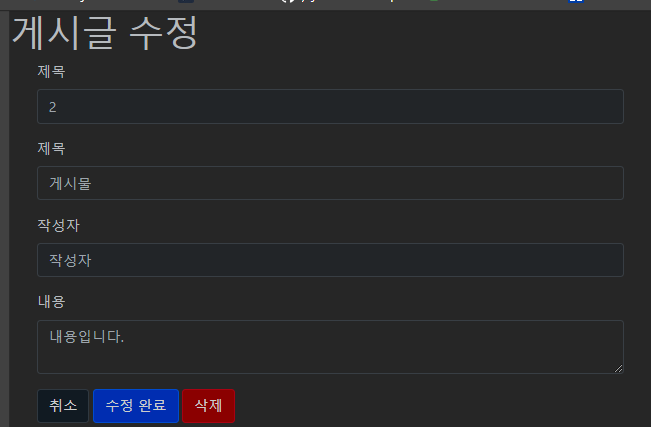 게시글 수정
제목
2
제목
게시물
작성자
작성자
내용
내용입니다.
취소 수정 완료 삭제